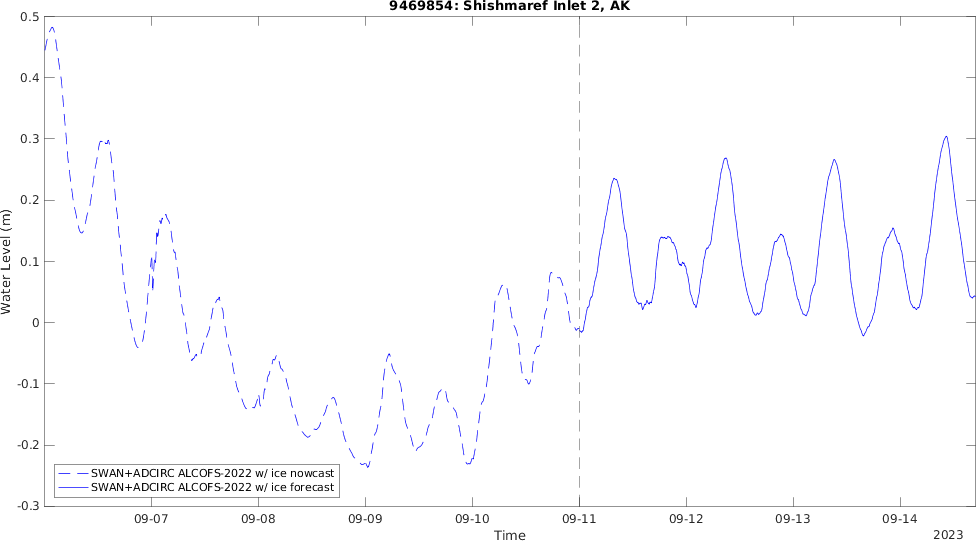 9469854: Shishmaref Inlet 2, AK
0.5
0.4
0.3
0.2
0.1
0
-0.1
-0.2
-0.3
Water Level (m)
SWAN+ADCIRC ALCOFS-2022 w/ ice nowcast
SWAN+ADCIRC ALCOFS-2022 w/ ice forecast
09-07 09-08 09-09 09-10 09-11 09-12 09-13 09-14
Time
2023